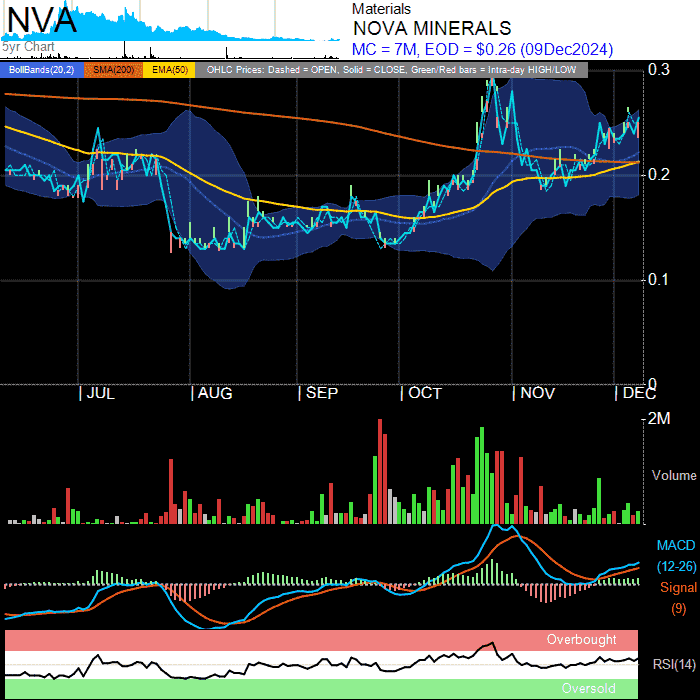 NVA
5yr Chart
Materials
NOVA MINERALS
MC = 7M, EOD = $0.26 (09Dec2024)
BollBands(20,2) SMA(200) EMA(50) OHLC Prices: Dashed = OPEN, Solid = CLOSE, Green/Red bars = Intra-day HIGH/LOW
0.3
0.2
0.1
0
JUL AUG SEP OCT NOV DEC
2M
Volume
MACD
(12-26)
Signal
(9)
Overbought
RSI(14)
Oversold